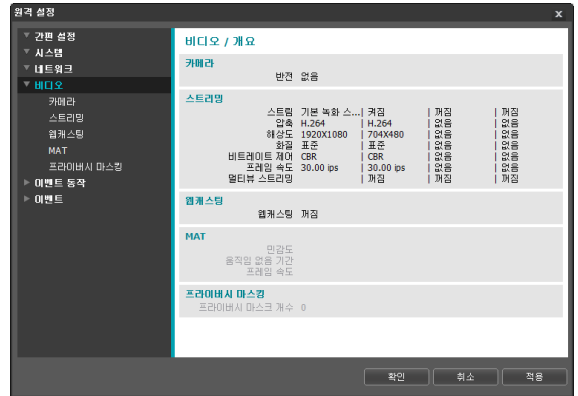 원격 설정 x
▼ 간편 설정
▼ 시스템
▼ 네트워크
▼ 비디오
카메라
스트리밍
웹캐스팅
MAT
프라이버시 마스킹
▶ 이벤트 동작
▶ 이벤트
비디오 / 개요
카메라
반전 없음
스트리밍
스트림 기본 녹화 스...| 켜짐 | 꺼짐 | 꺼짐
압축 H.264 | H.264 | 없음 | 없음
해상도 1920X1080 | 704X480 | 없음 | 없음
화질 표준 | 표준 | 없음 | 없음
비트레이트 제어 CBR | CBR | 없음 | 없음
프레임 속도 30.00 ips | 30.00 ips | 없음 | 없음
멀티뷰 스트리밍 | 꺼짐 | 꺼짐 | 꺼짐
웹캐스팅
웹캐스팅 꺼짐
MAT
민감도
움직임 없음 기간
프레임 속도
프라이버시 마스킹
프라이버시 마스크 개수 0
확인 취소 적용